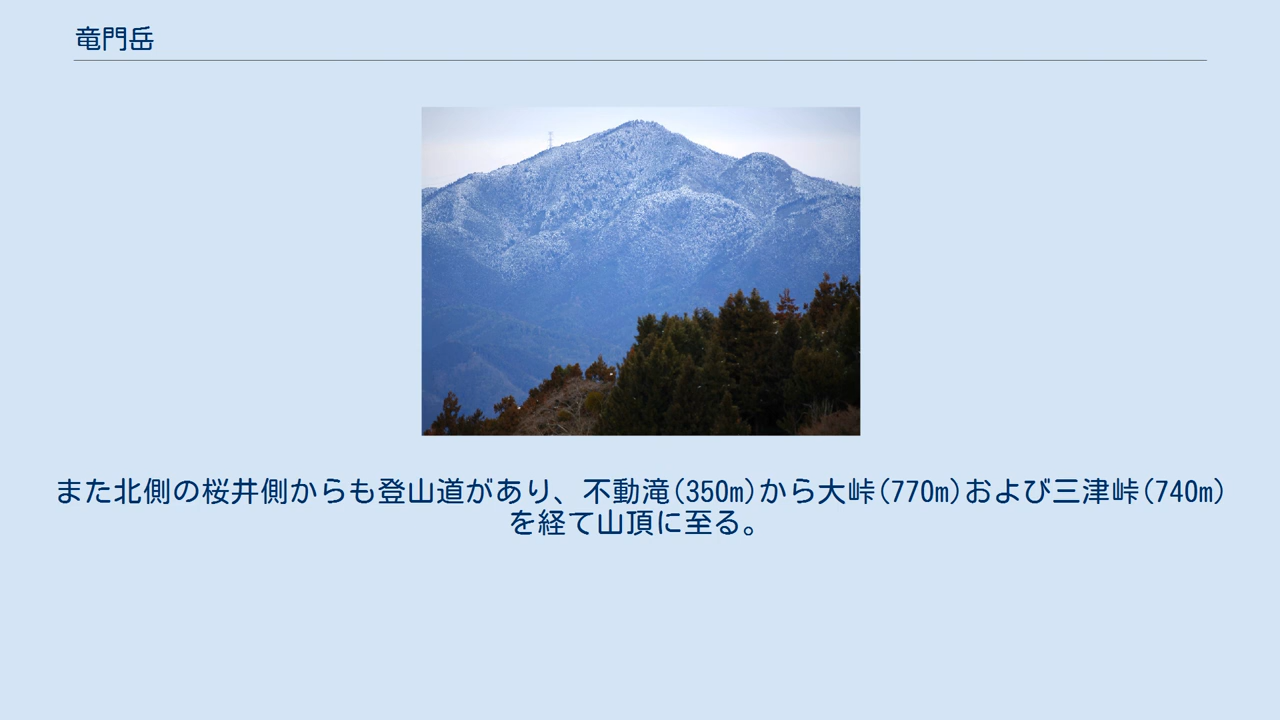 竜門岳
また北側の桜井側からも登山道があり、不動滝(350m)から大峠(770m)および三津峠(740m)
を経て山頂に至る。